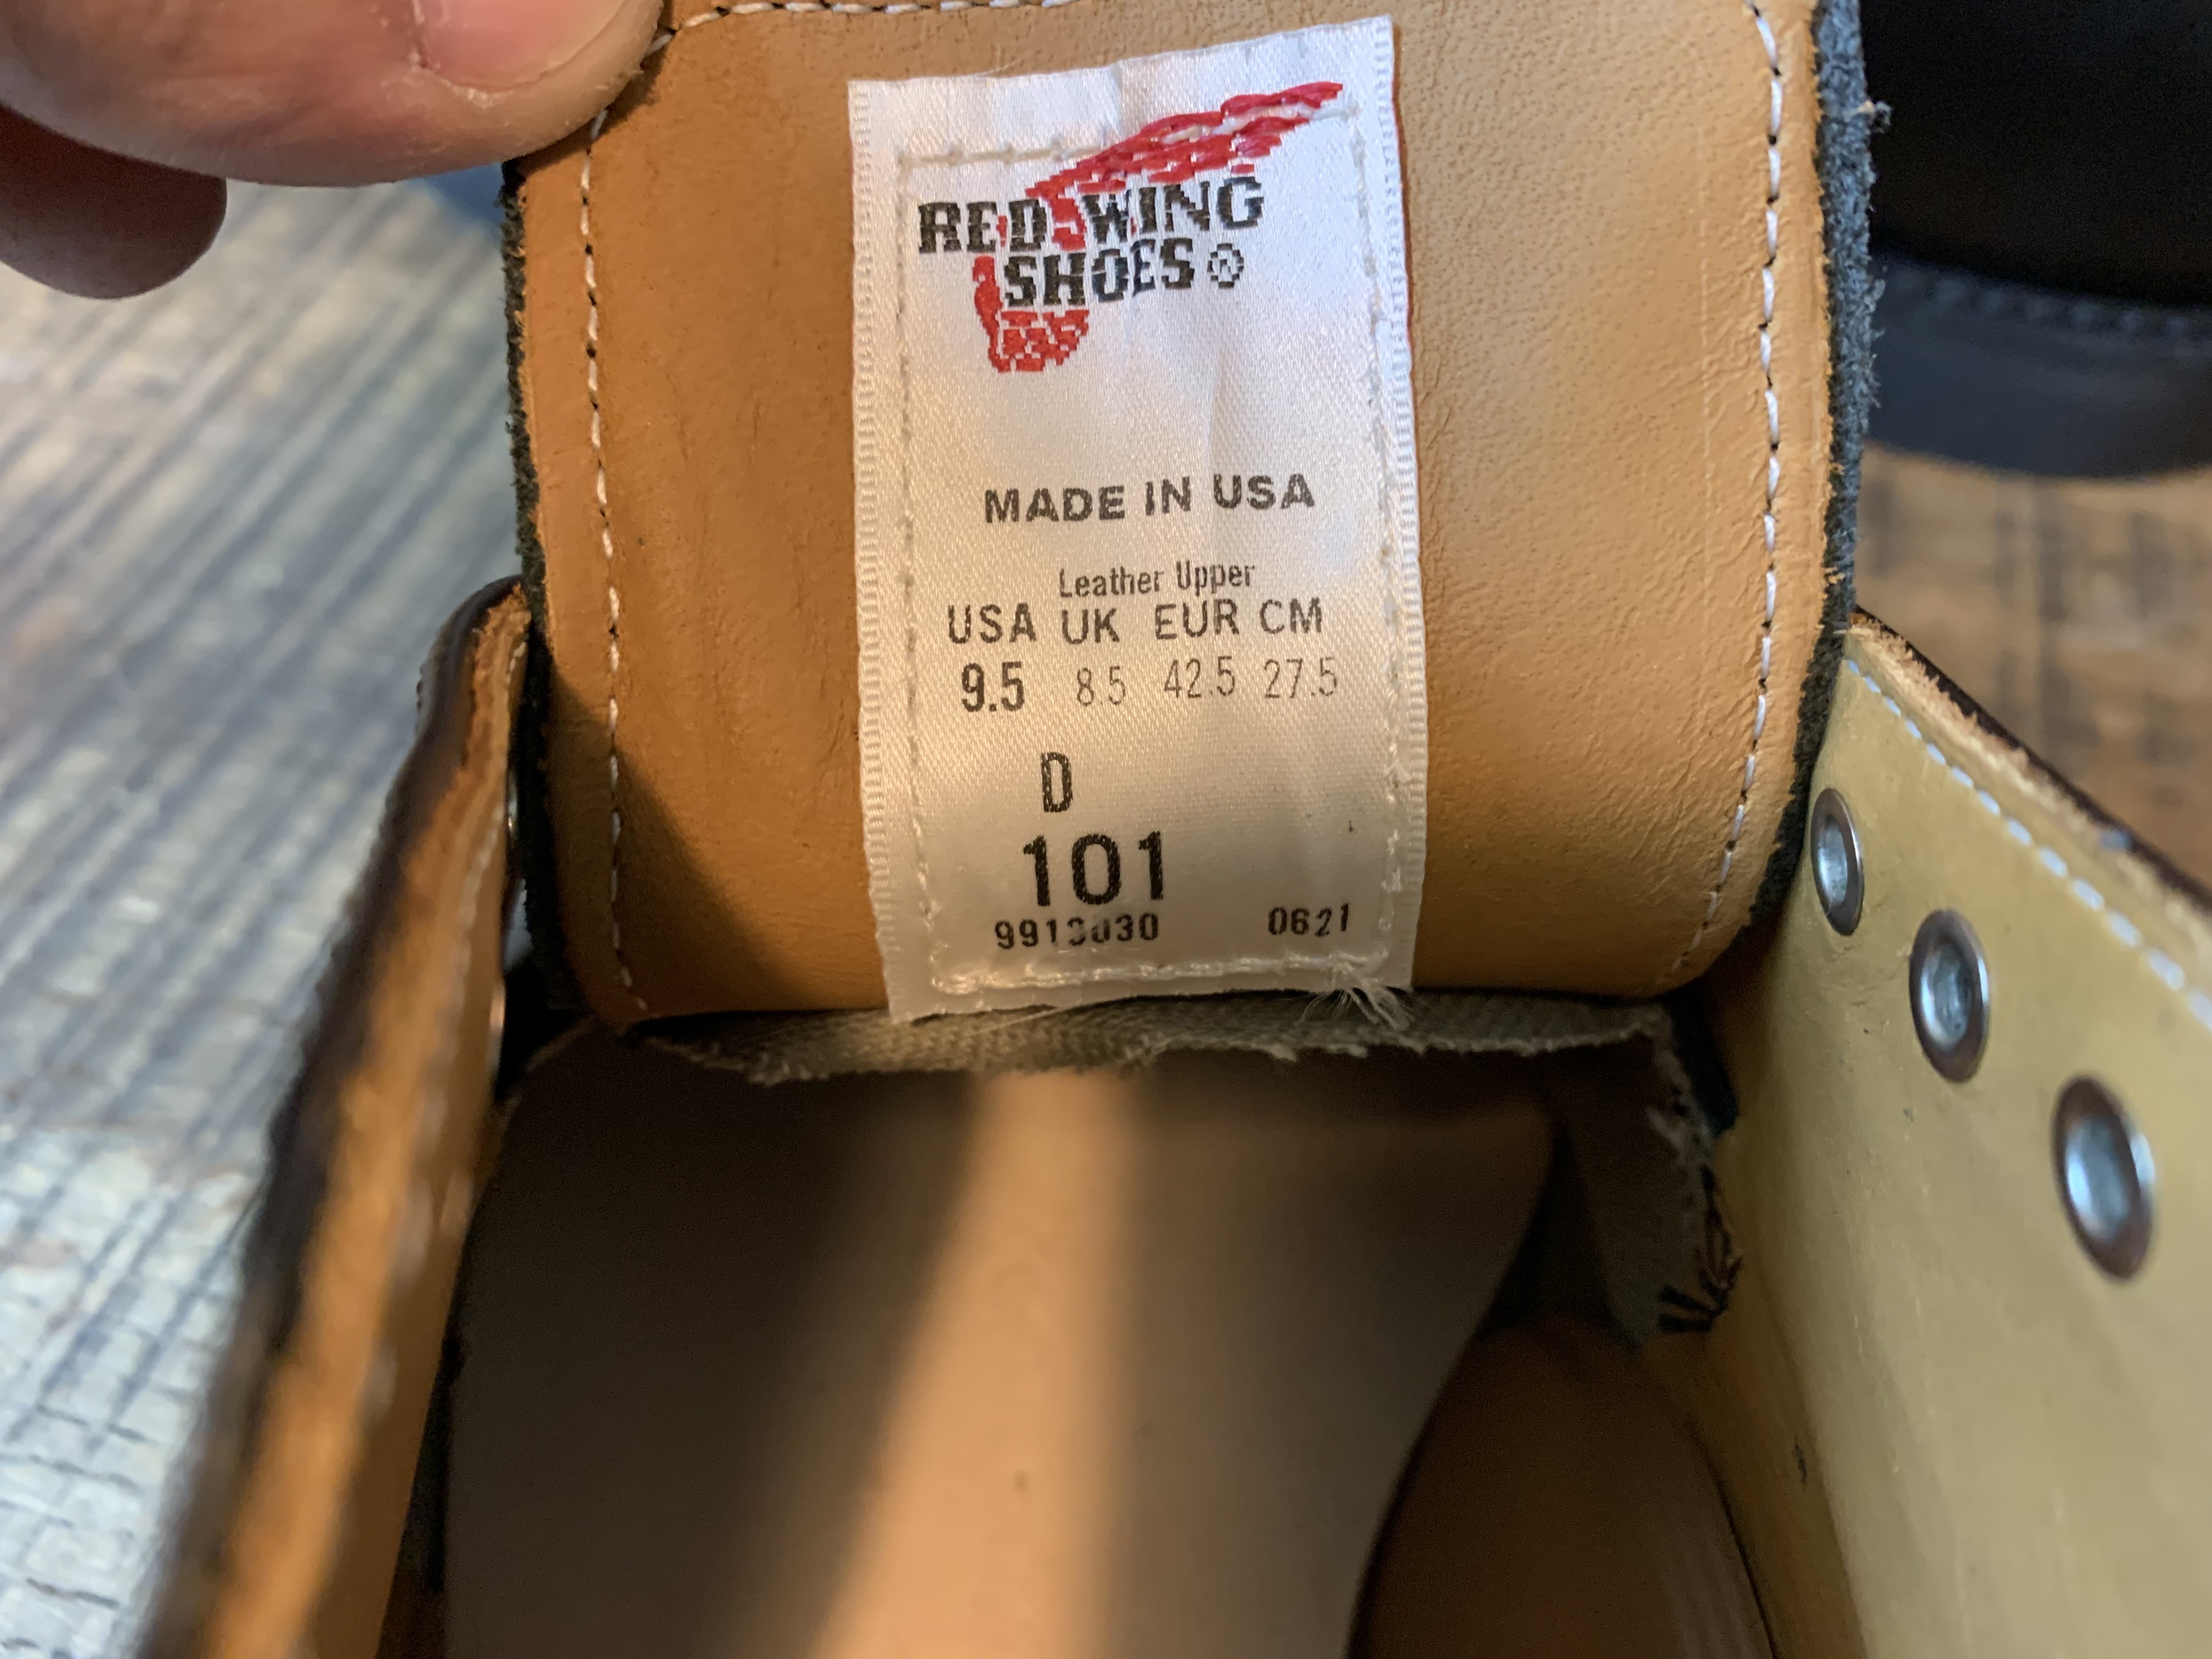 RED WING
SHOES®
MADE IN USA
Leather Upper
USA UK EUR CM
9.5 8.5 42.5 27.5
D
101
0621